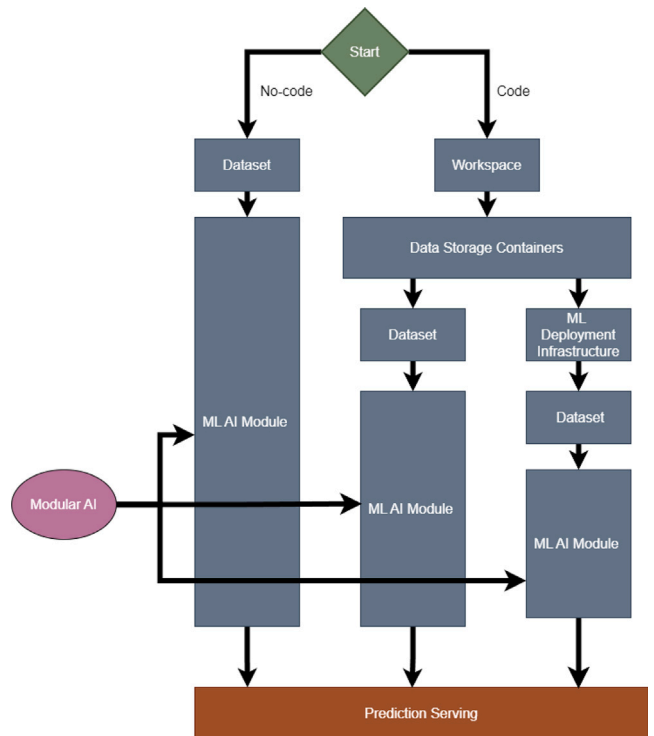 Start
No-code
Code
Dataset
Workspace
Data Storage Containers
Dataset
ML
Deployment
Infrastructure
Dataset
ML AI Module
Modular AI
ML AI Module
ML AI Module
Prediction Serving